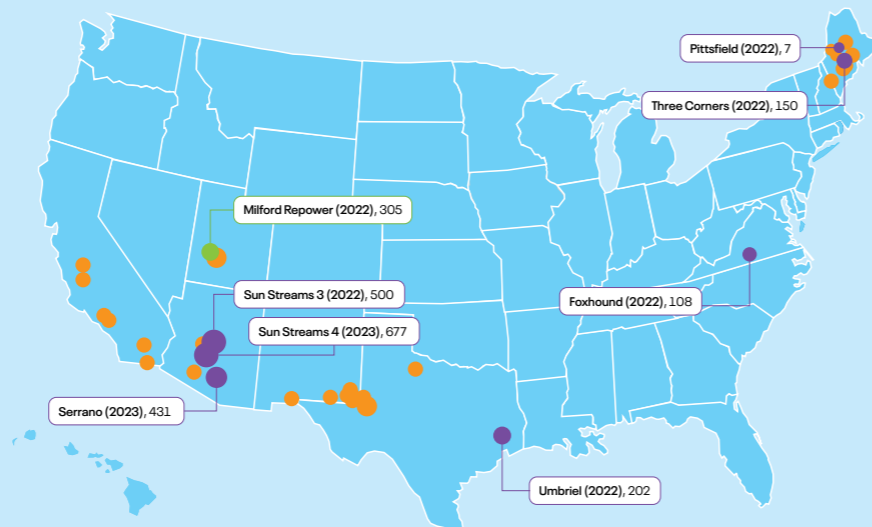 Pittsfield (2022), 7
Three Corners (2022), 150
Milford Repower (2022), 305
Sun Streams 3 (2022), 500
Foxhound (2022), 108
Sun Streams 4 (2023), 677
Serrano (2023), 431
Umbriel (2022), 202